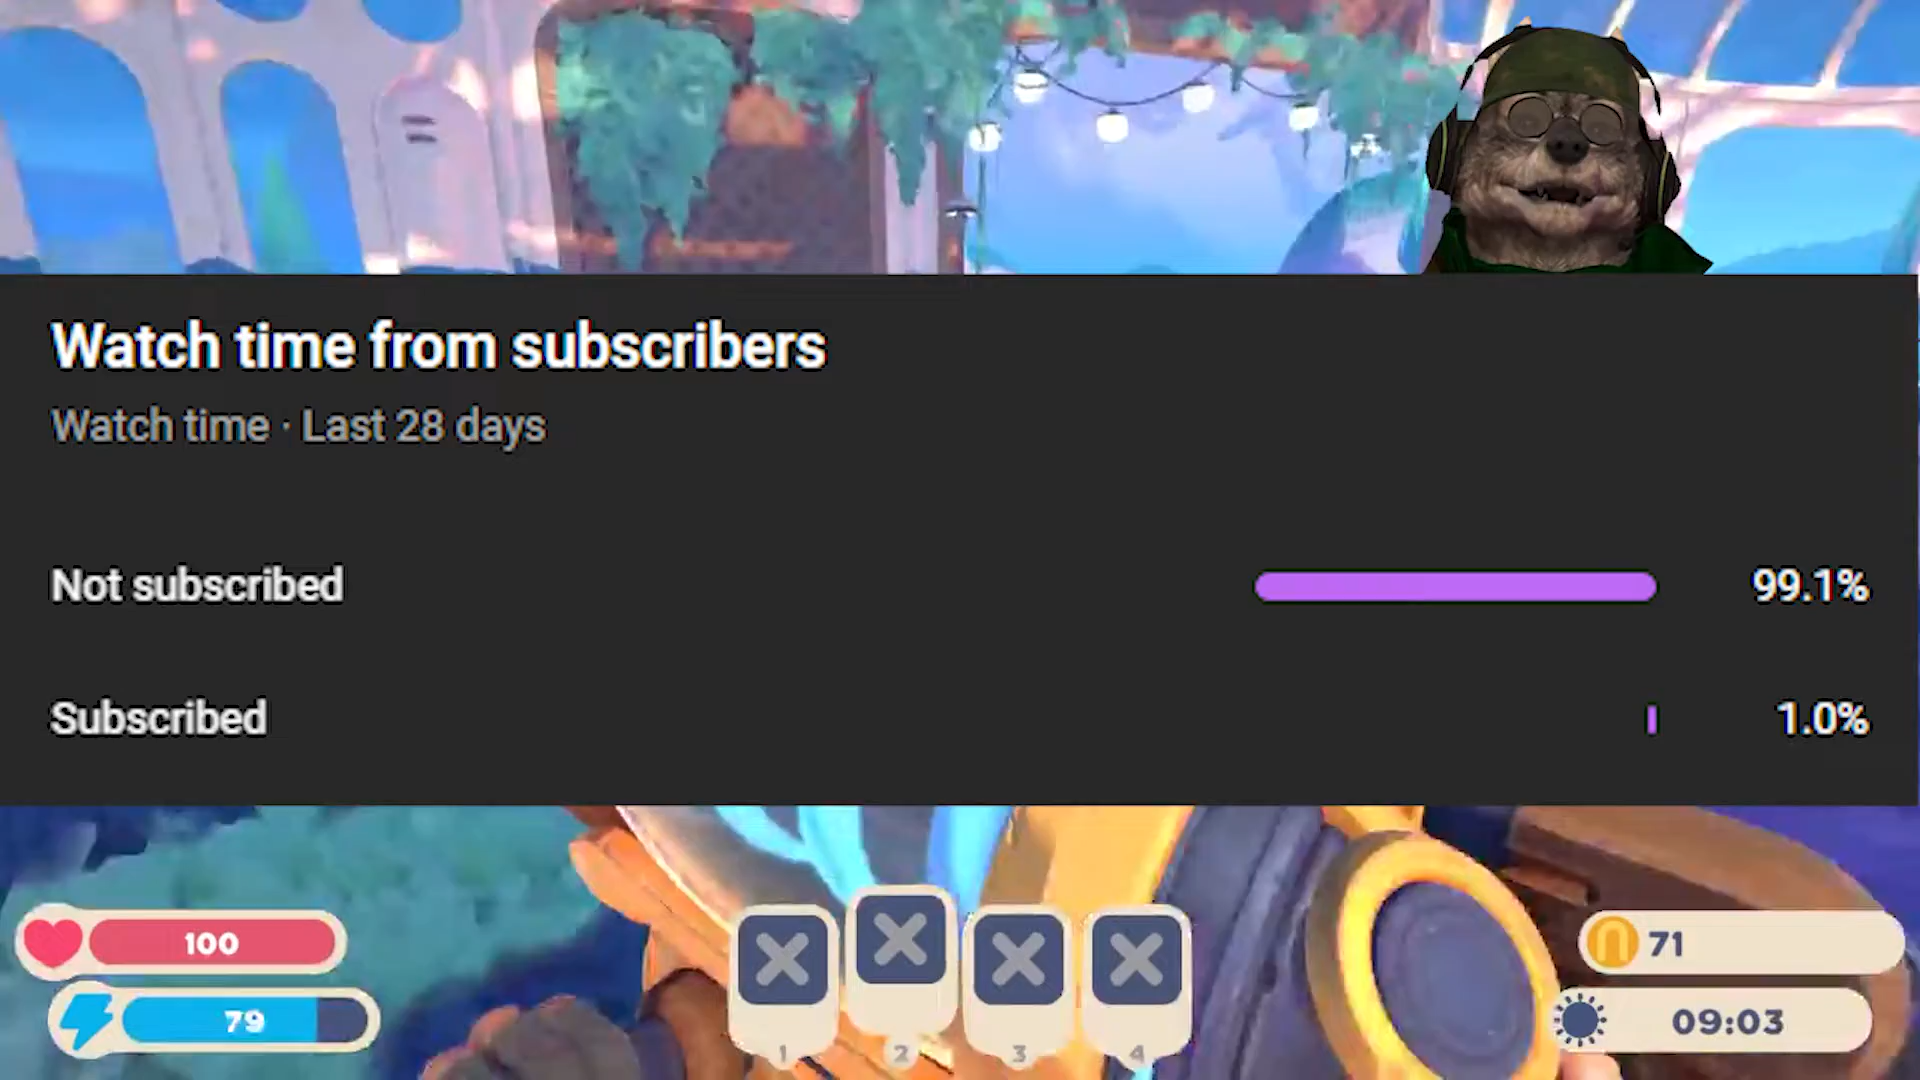 Watch time from subscribers
Watch time · Last 28 days
Not subscribed 99.1%
Subscribed 1.0%
100
79
1 2 3 4
71
09:03